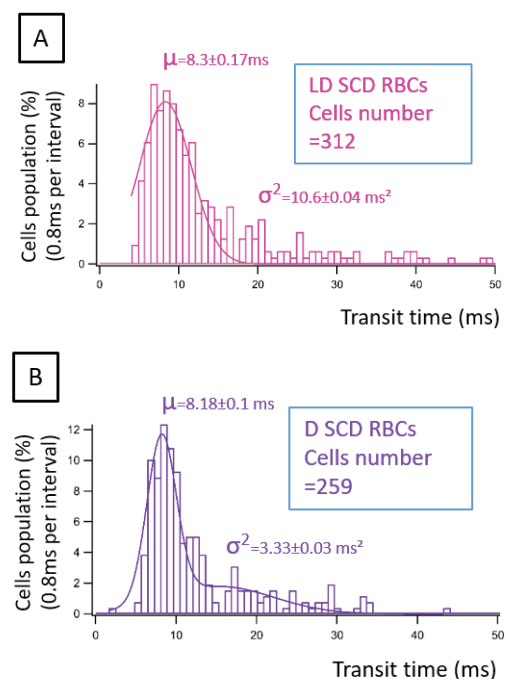 A
μ=8.3±0.17ms
LD SCD RBCs
Cells number
=312
σ²=10.6±0.04 ms²
Cells population (%)
(0.8ms per interval)
8
6
4
2
0
0
10
20
30
40
50
Transit time (ms)
B
μ=8.18±0.1 ms
D SCD RBCs
Cells number
=259
σ²=3.33±0.03 ms²
Cells population (%)
(0.8ms per interval)
12
10
8
6
4
2
0
0
10
20
30
40
50
Transit time (ms)